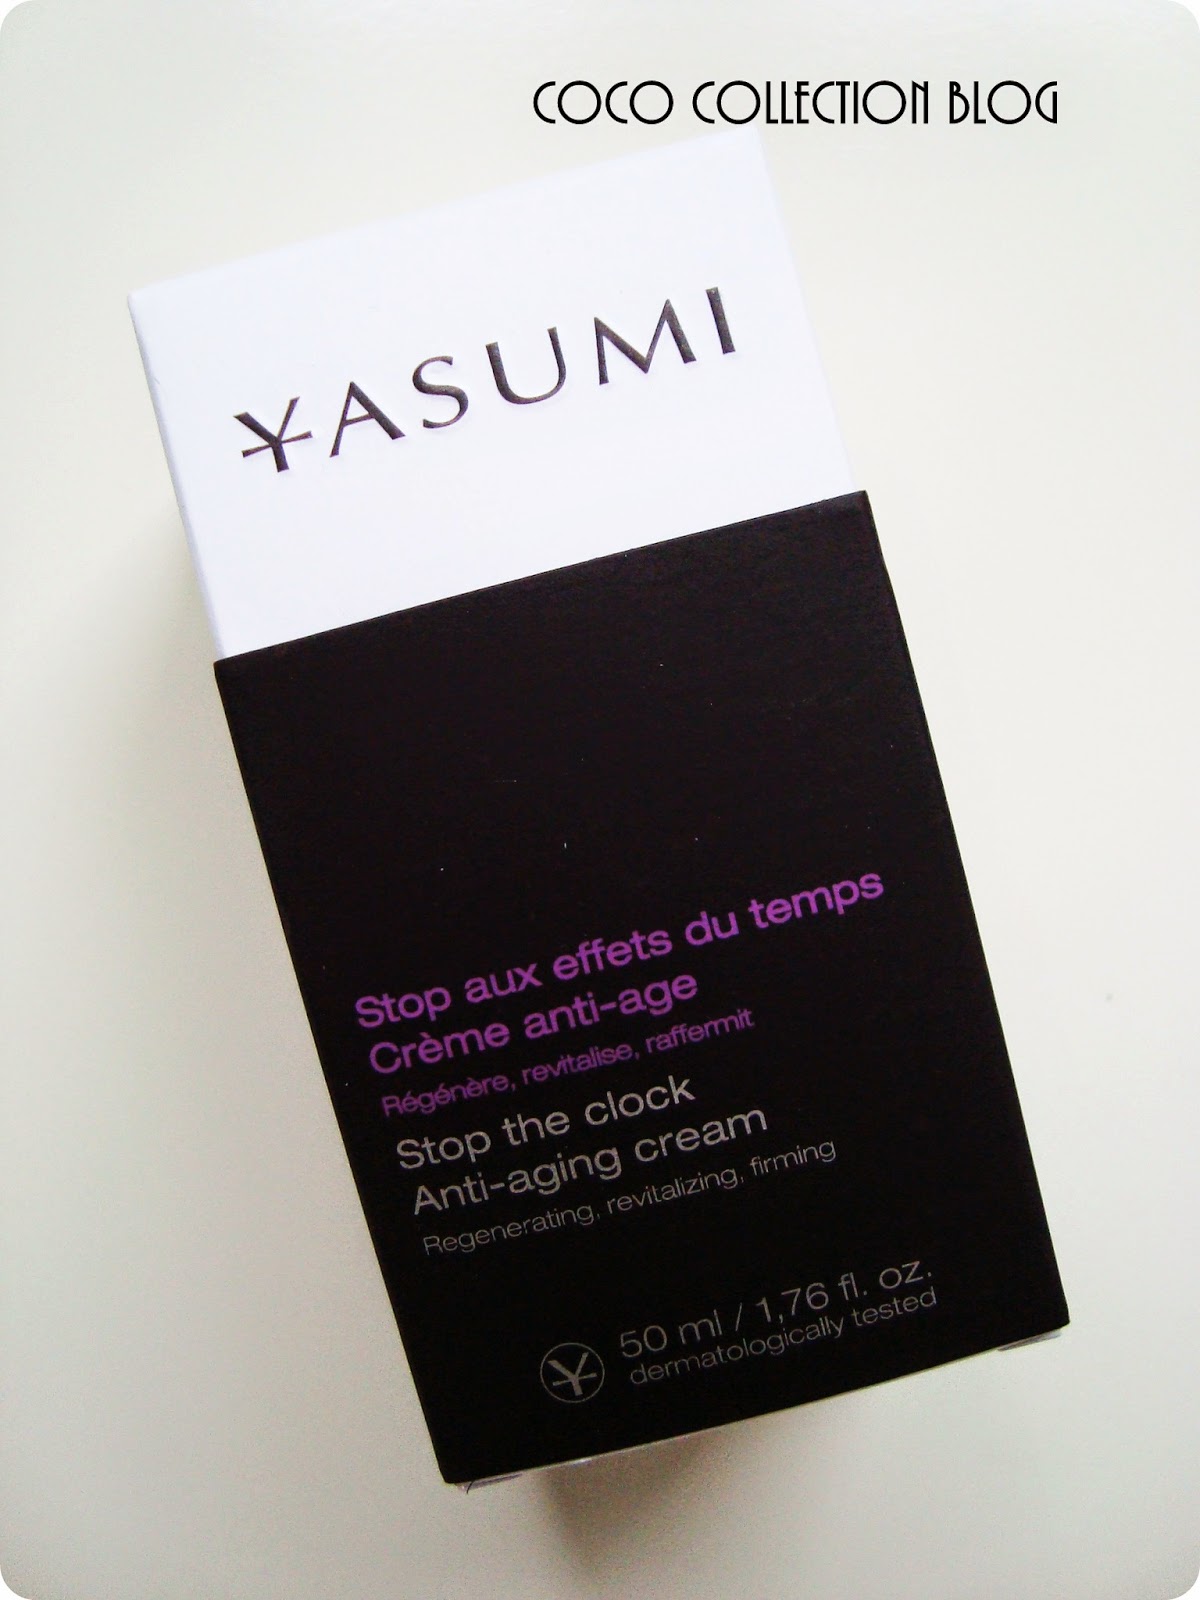 COCO COLLECTION BLOG
YASUMI
Stop aux effets du temps
Crème anti-age
Régénère, revitalise, raffermit
Stop the clock
Anti-aging cream
Regenerating, revitalizing, firming
50 ml / 1,76 fl. oz.
dermatologically tested